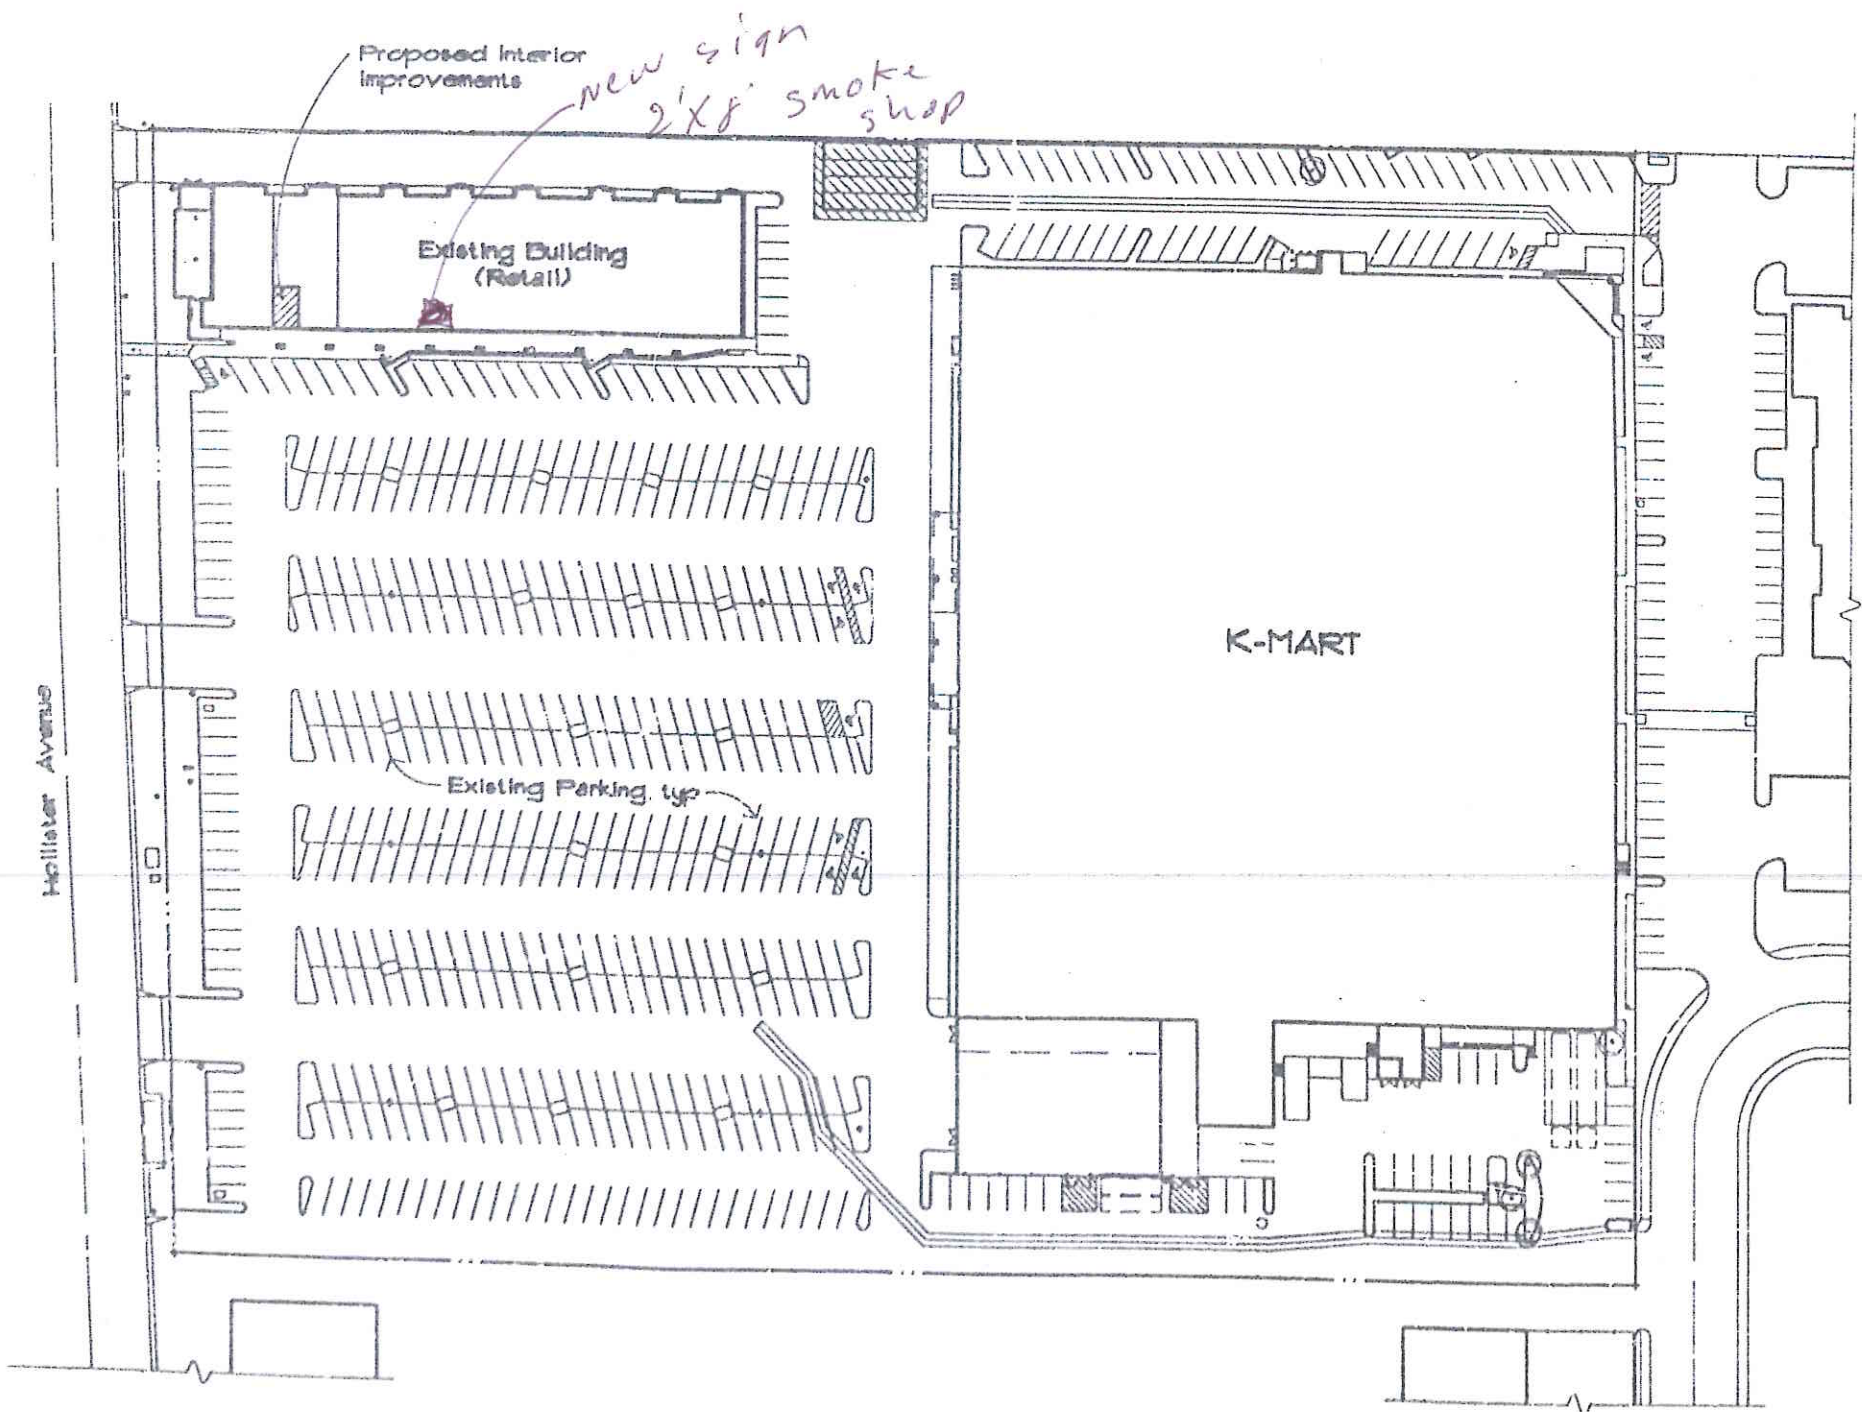 Proposed Interior
Improvements
New sign
2'x8' smoke
shop
Existing Building
(Retail)
K-MART
Existing Parking, typ
Hollister Avenue